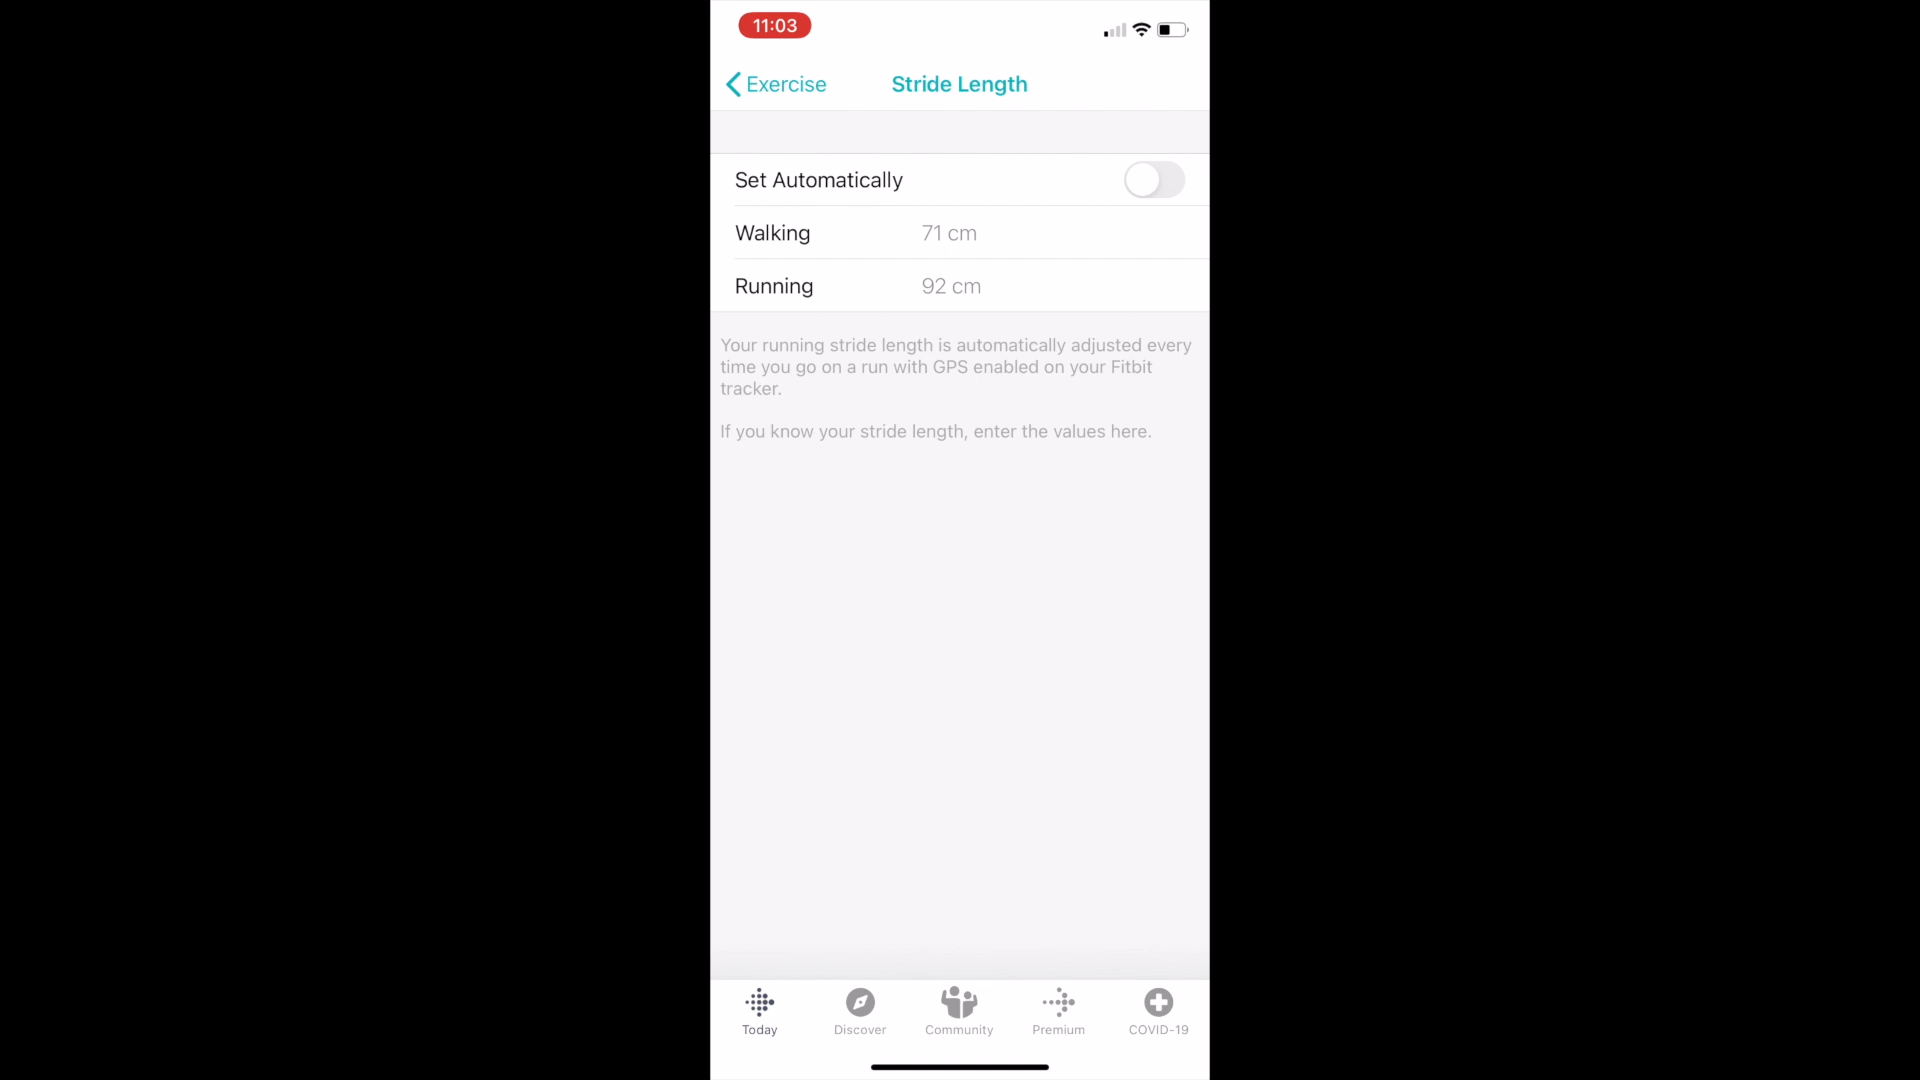 11:03
Exercise
Stride Length
Set Automatically
Walking 71 cm
Running 92 cm
Your running stride length is automatically adjusted every
time you go on a run with GPS enabled on your Fitbit
tracker.
If you know your stride length, enter the values here.
Today Discover Community Premium COVID-19